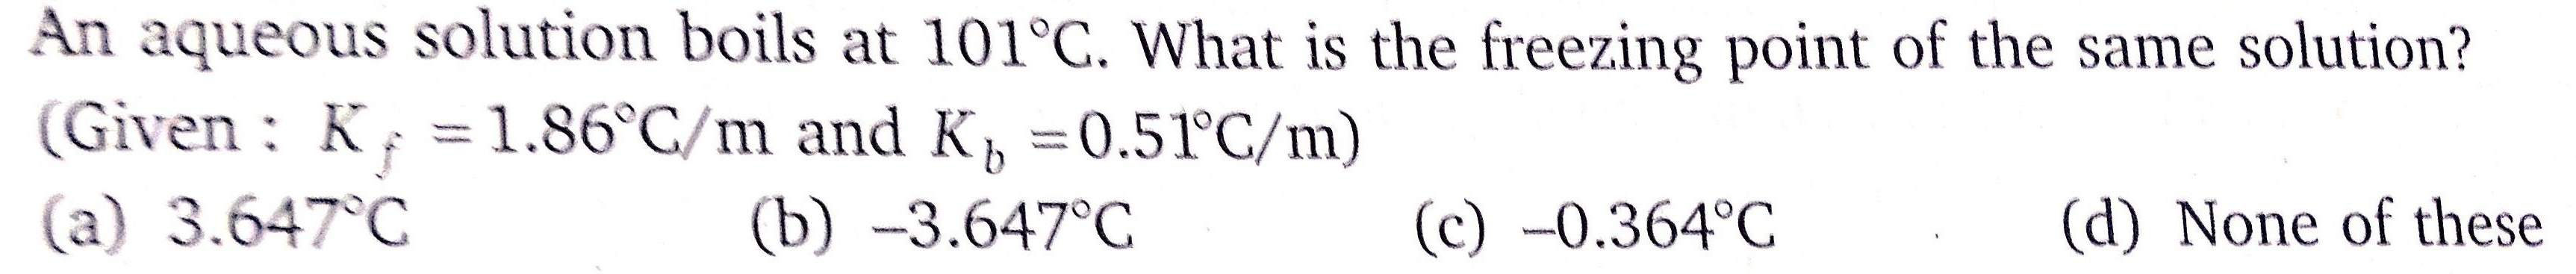 An aqueous solution boils at 101°C. What is the freezing point of the same solution?
(Given : K_f = 1.86°C/m and K_b = 0.51°C/m)
(a) 3.647°C (b) –3.647°C (c) –0.364°C (d) None of these